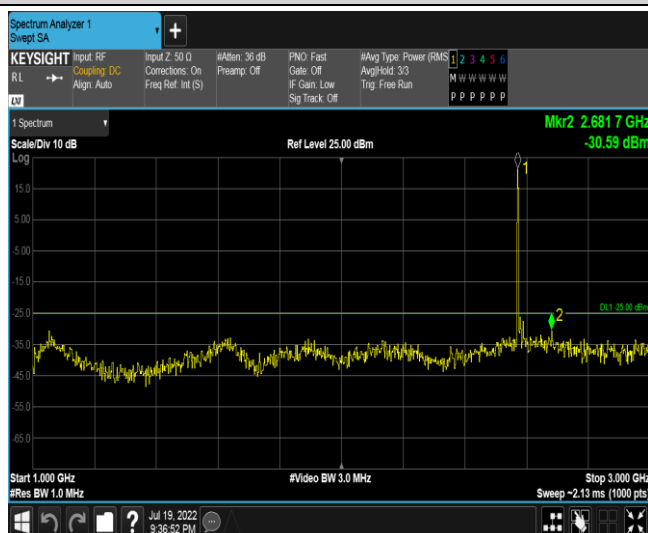 Spectrum Analyzer 1
Swept SA
+
KEYSIGHT Input: RF Input Z: 50 Ω #Atten: 36 dB PNO: Fast #Avg Type: Power (RMS 1 2 3 4 5 6
RL Coupling: DC Corrections: On Preamp: Off Gate: Off Avg|Hold: 3/3 M W W W W W
Align: Auto Freq Ref: Int (S) IF Gain: Low Trig: Free Run
Sig Track: Off P P P P P P
LXI
1 Spectrum
Mkr2 2.681 7 GHz
Scale/Div 10 dB Ref Level 25.00 dBm -30.59 dBm
Log
1
15.0
5.00
-5.00
-15.0
-25.0
DL1 -25.00 dBm
2
-35.0
-45.0
-55.0
-65.0
Start 1.000 GHz #Video BW 3.0 MHz Stop 3.000 GHz
#Res BW 1.0 MHz Sweep ~2.13 ms (1000 pts)
? Jul 19, 2022
9:36:52 PM